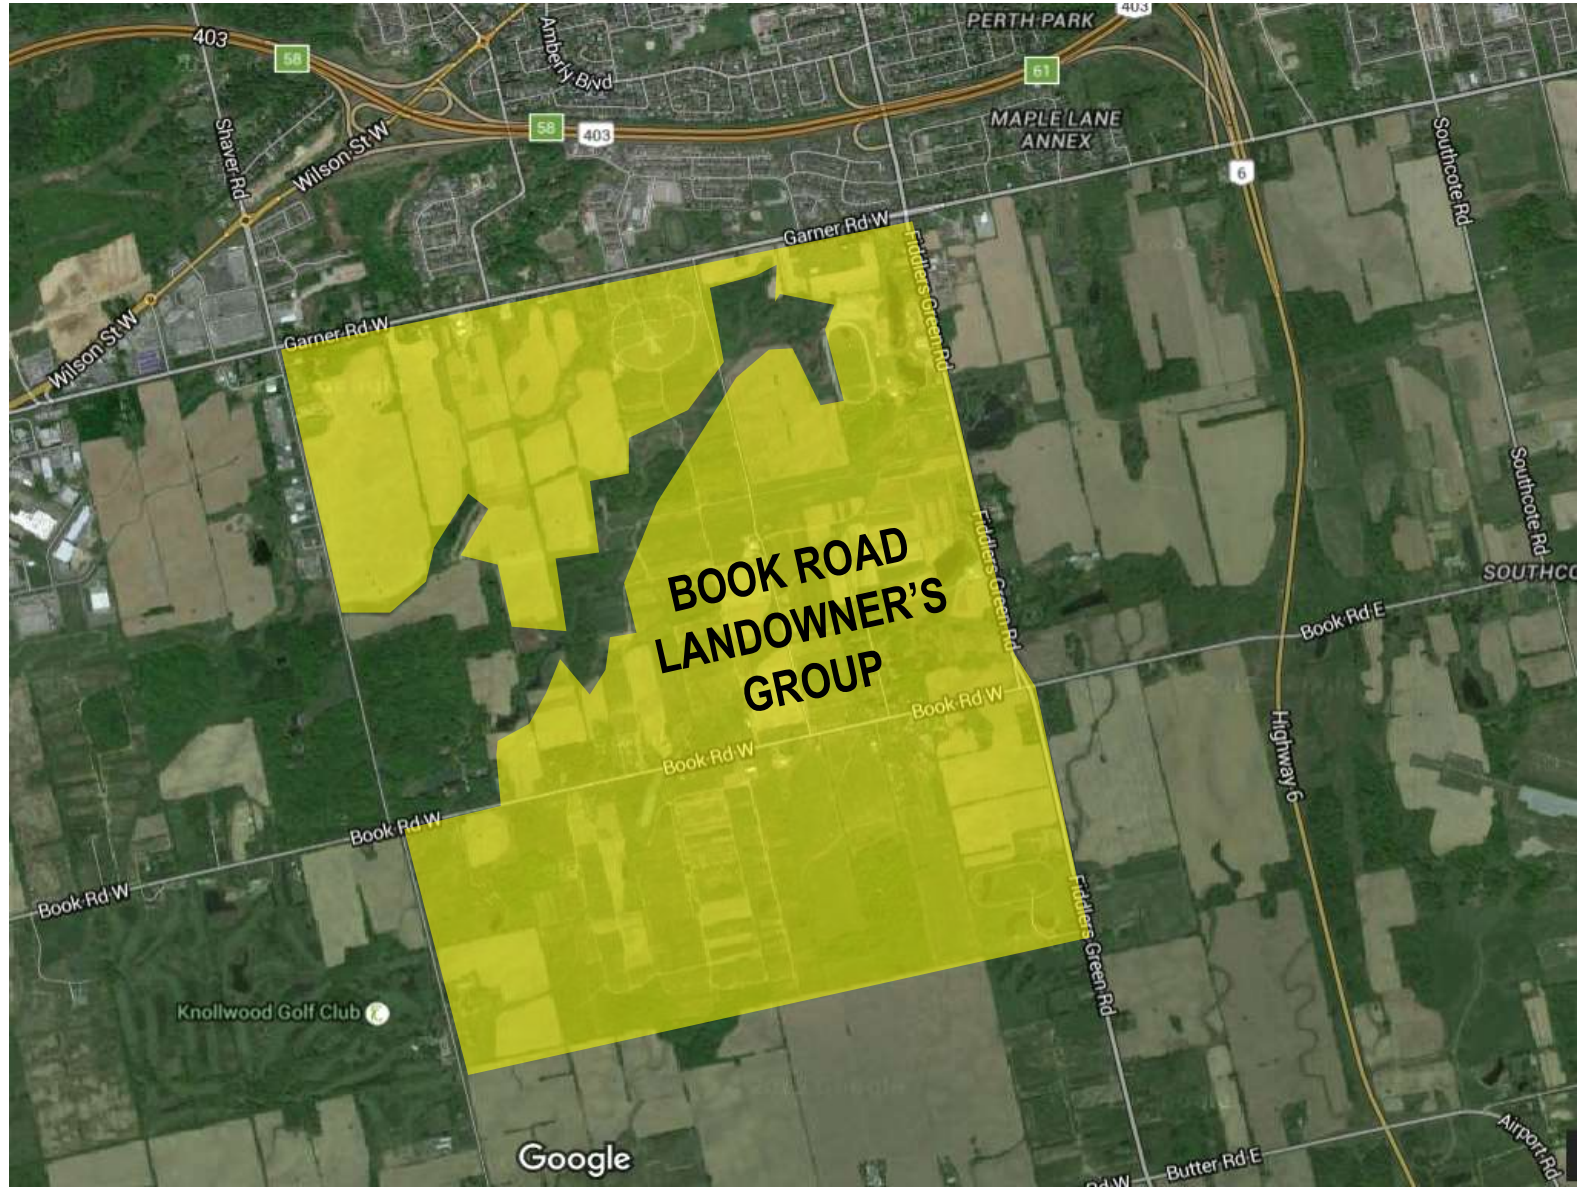 403
403
58
Amberly Blvd
PERTH PARK
61
58
403
MAPLE LANE
ANNEX
Shaver Rd
Wilson St W
6
Southcote Rd
Garner Rd W
Fiddlers Green Rd
Garner Rd W
Wilson St W
Southcote Rd
Fiddlers Green Rd
BOOK ROAD
LANDOWNER'S
GROUP
SOUTHCO
Book Rd E
Book Rd W
Book Rd W
Highway 6
Book Rd W
Book Rd W
Fiddlers Green Rd
Knollwood Golf Club
Google
Butter Rd E
Rd W
Airport Rd